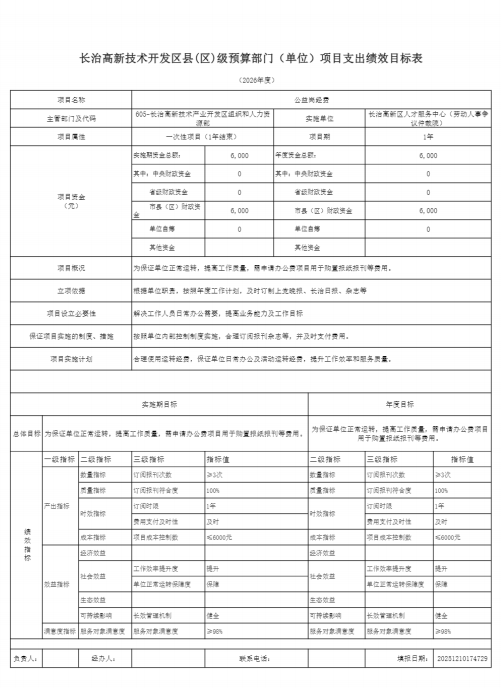 长治高新技术开发区县(区)级预算部门（单位）项目支出绩效目标表
（2026年度）
项目名称 公益岗经费
主管部门及代码 605-长治高新技术产业开发区组织和人力资源部 实施单位 长治高新区人才服务中心（劳动人事争议仲裁院）
项目属性 一次性项目（1年结束） 项目期 1年
项目资金（元） 实施期资金总额： 6,000 年度资金总额： 6,000
其中：中央财政资金 0 其中：中央财政资金 0
省级财政资金 0 省级财政资金 0
市县（区）财政资金 6,000 市县（区）财政资金 6,000
单位自筹 0 单位自筹 0
其他资金 其他资金
项目概况 为保证单位正常运转，提高工作质量，需申请办公费项目用于购置报纸报刊等费用。
立项依据 根据单位职责，按照年度工作计划，及时订制上党晚报、长治日报、杂志等
项目设立必要性 解决工作人员日常办公需要，提高业务能力及工作目标
保证项目实施的制度、措施 按照单位内部控制制度实施，合理订阅报刊杂志等，并及时支付费用。
项目实施计划 合理使用运转经费，保证单位日常办公及活动运转经费，提升工作效率和服务质量。
实施期目标 年度目标
总体目标 为保证单位正常运转，提高工作质量，需申请办公费项目用于购置报纸报刊等费用。 为保证单位正常运转，提高工作质量，需申请办公费项目用于购置报纸报刊等费用。
绩效指标 一级指标 二级指标 三级指标 指标值 二级指标 三级指标 指标值
产出指标 数量指标 订阅报刊次数 ≥3次 数量指标 订阅报刊次数 ≥3次
质量指标 订阅报刊符合度 100% 质量指标 订阅报刊符合度 100%
时效指标 订阅时限 1年 时效指标 订阅时限 1年
费用支付及时性 及时 费用支付及时性 及时
成本指标 项目成本控制数 ≤6000元 成本指标 项目成本控制数 ≤6000元
效益指标 经济效益 经济效益
社会效益 工作效率提升度 提升 社会效益 工作效率提升度 提升
单位正常运转保障度 保障 单位正常运转保障度 保障
生态效益 生态效益
可持续影响 长效管理机制 健全 可持续影响 长效管理机制 健全
满意度指标 服务对象满意度 服务对象满意度 ≥98% 服务对象满意度 服务对象满意度 ≥98%
负责人： 经办人： 联系电话： 填报日期： 20251210174729